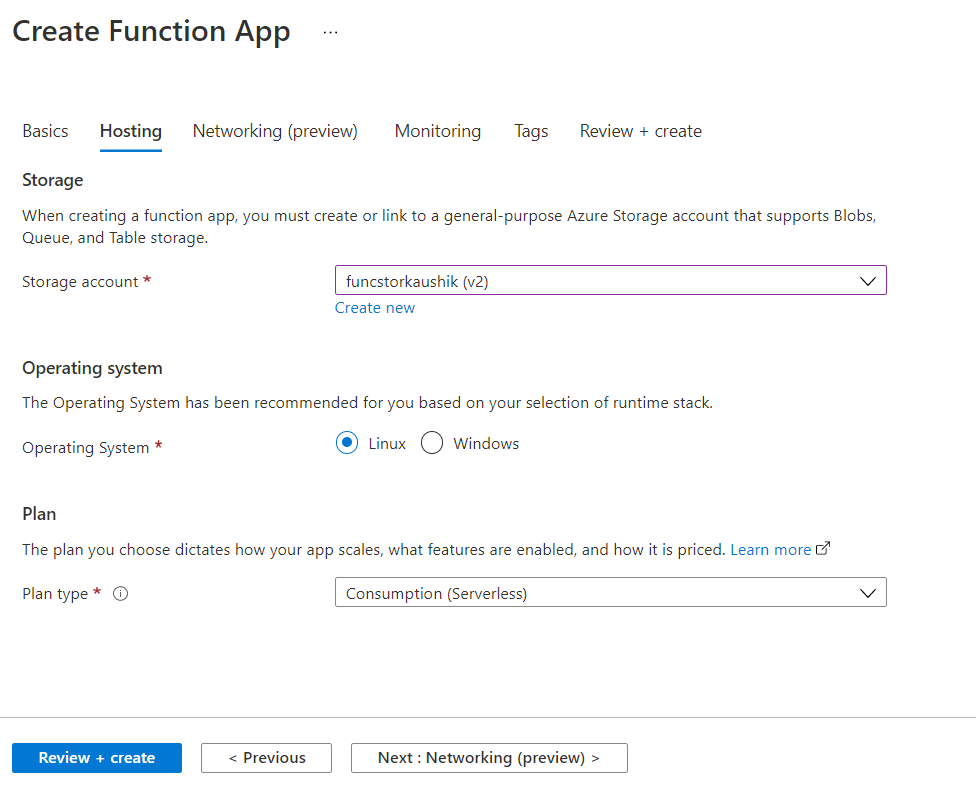 Create Function App ...
Basics Hosting Networking (preview) Monitoring Tags Review + create
Storage
When creating a function app, you must create or link to a general-purpose Azure Storage account that supports Blobs,
Queue, and Table storage.
Storage account * funcstorkaushik (v2)
Create new
Operating system
The Operating System has been recommended for you based on your selection of runtime stack.
Operating System * Linux Windows
Plan
The plan you choose dictates how your app scales, what features are enabled, and how it is priced. Learn more
Plan type * Consumption (Serverless)
Review + create < Previous Next : Networking (preview) >